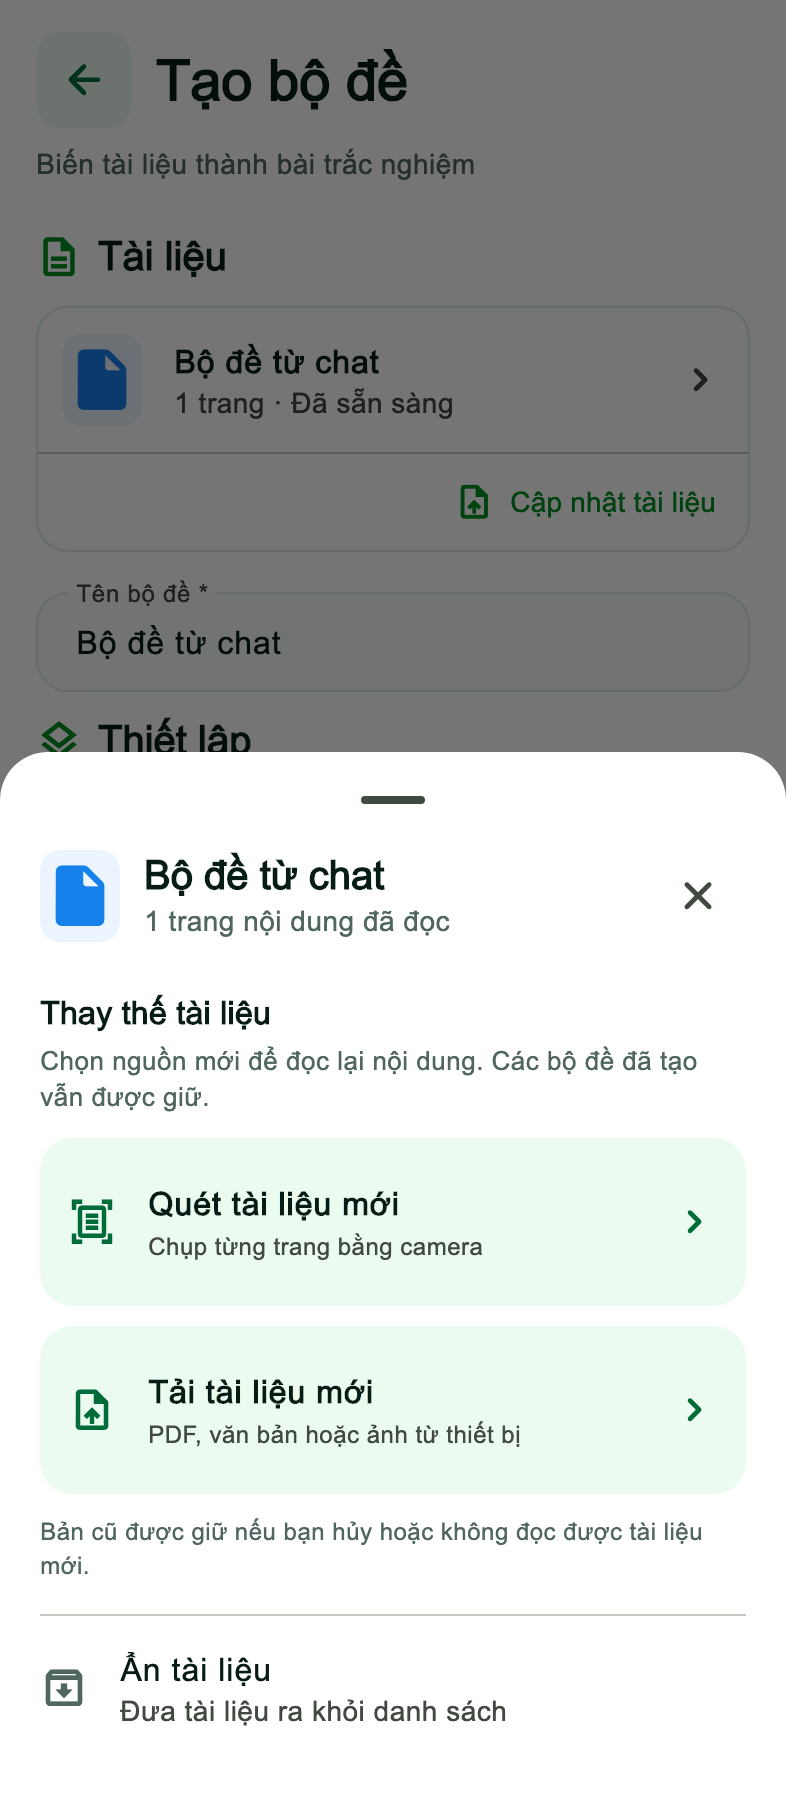 Tạo bộ đề
Biến tài liệu thành bài trắc nghiệm
Tài liệu
Bộ đề từ chat
1 trang · Đã sẵn sàng
Cập nhật tài liệu
Tên bộ đề *
Bộ đề từ chat
Thiết lập
Bộ đề từ chat
1 trang nội dung đã đọc
Thay thế tài liệu
Chọn nguồn mới để đọc lại nội dung. Các bộ đề đã tạo
vẫn được giữ.
Quét tài liệu mới
Chụp từng trang bằng camera
Tải tài liệu mới
PDF, văn bản hoặc ảnh từ thiết bị
Bản cũ được giữ nếu bạn hủy hoặc không đọc được tài liệu
mới.
Ẩn tài liệu
Đưa tài liệu ra khỏi danh sách